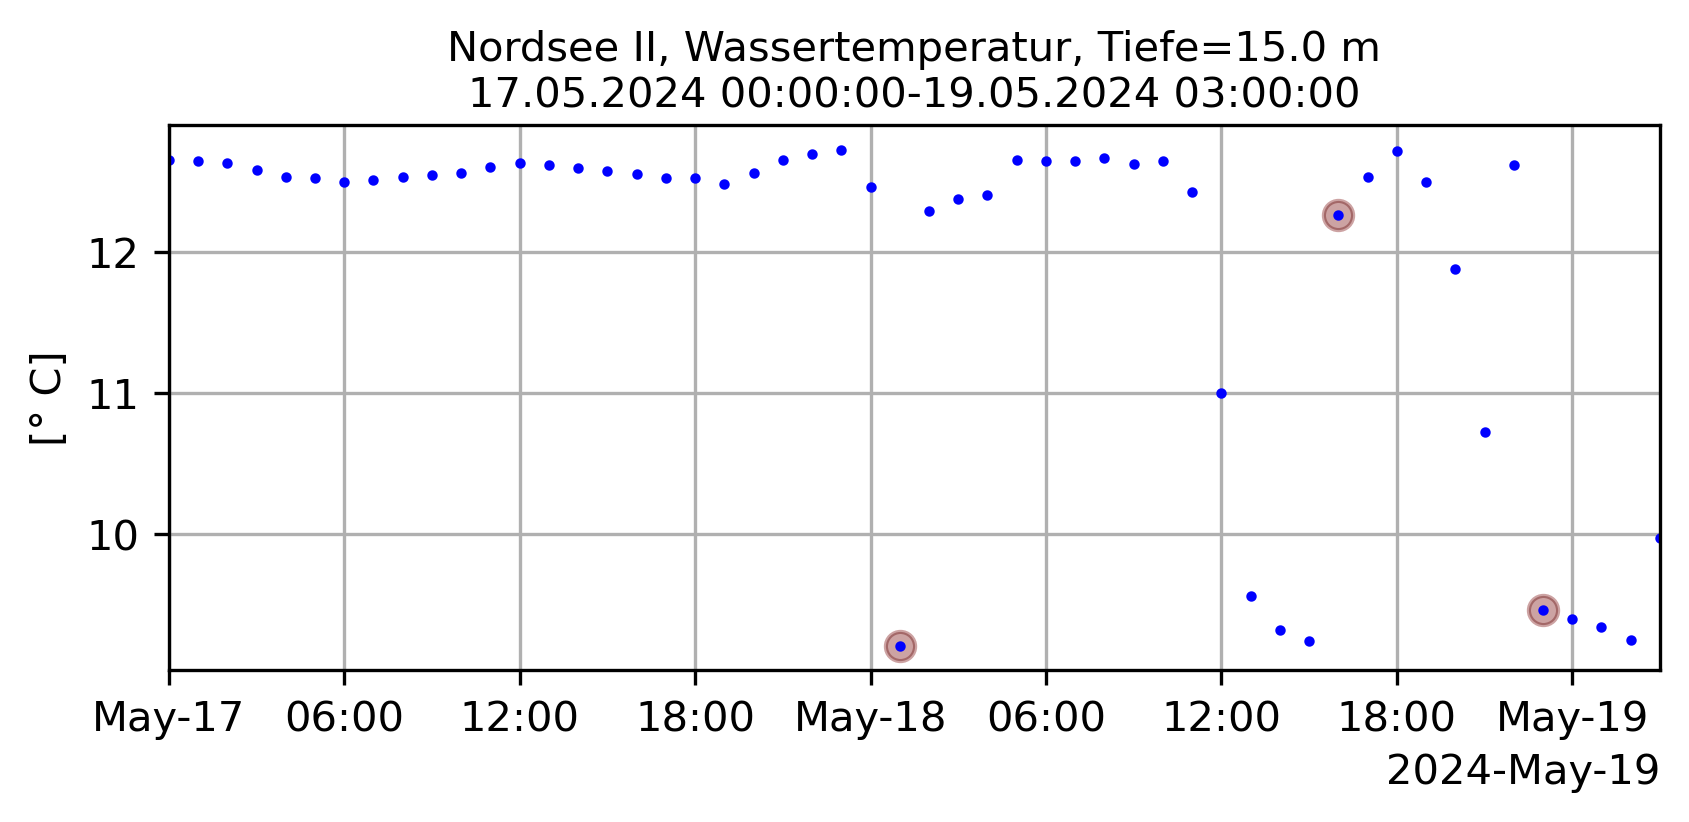 Nordsee II, Wassertemperatur, Tiefe=15.0 m
17.05.2024 00:00:00-19.05.2024 03:00:00
12
11
10
[° C]
May-17 06:00 12:00 18:00 May-18 06:00 12:00 18:00 May-19
2024-May-19